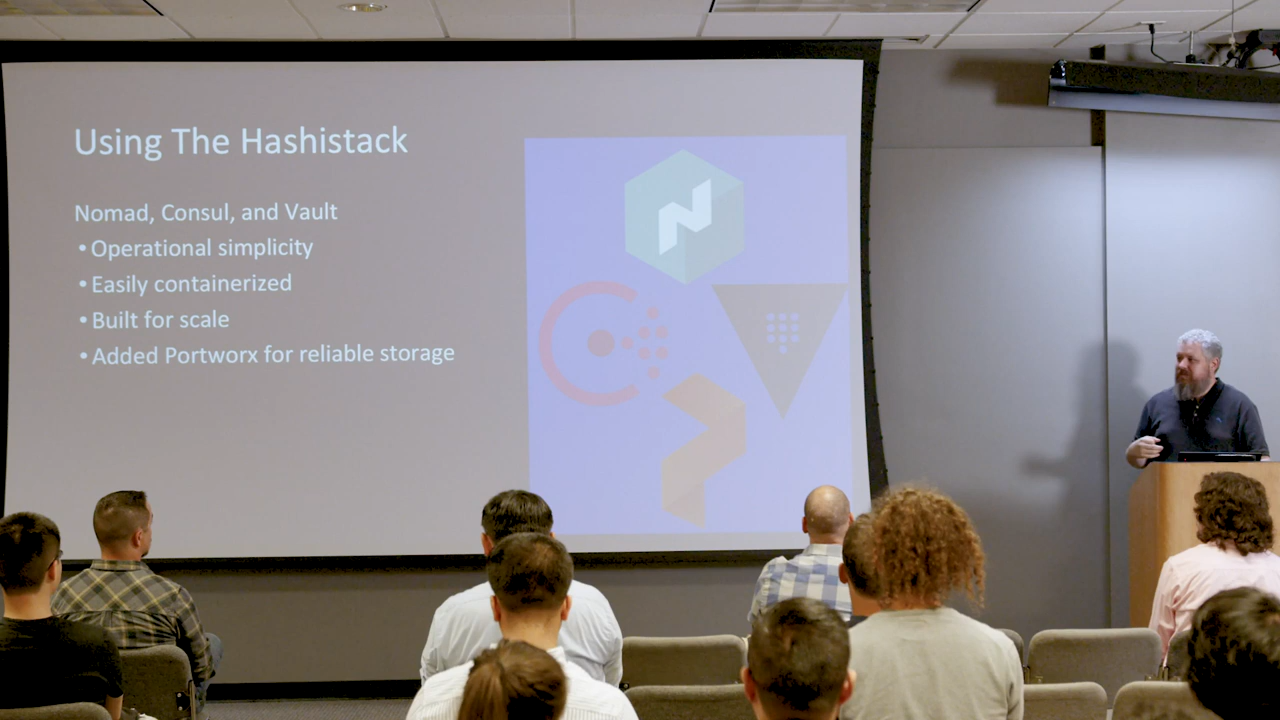 Using The Hashistack
Nomad, Consul, and Vault
• Operational simplicity
• Easily containerized
• Built for scale
• Added Portworx for reliable storage